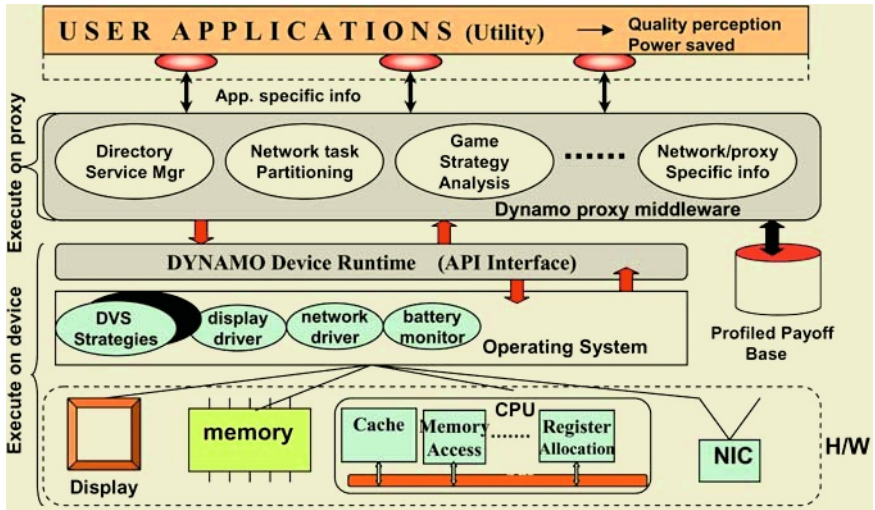 USER APPLICATIONS (Utility)
Quality perception
Power saved
App. specific info
Execute on proxy
Directory
Service Mgr
Network task
Partitioning
Game
Strategy
Analysis
Network/proxy
Specific info
Dynamo proxy middleware
Execute on device
DYNAMO Device Runtime (API Interface)
DVS
Strategies
display
driver
network
driver
battery
monitor
Operating System
Profiled Payoff
Base
Display
memory
CPU
Cache
Memory
Access
Register
Allocation
NIC
H/W